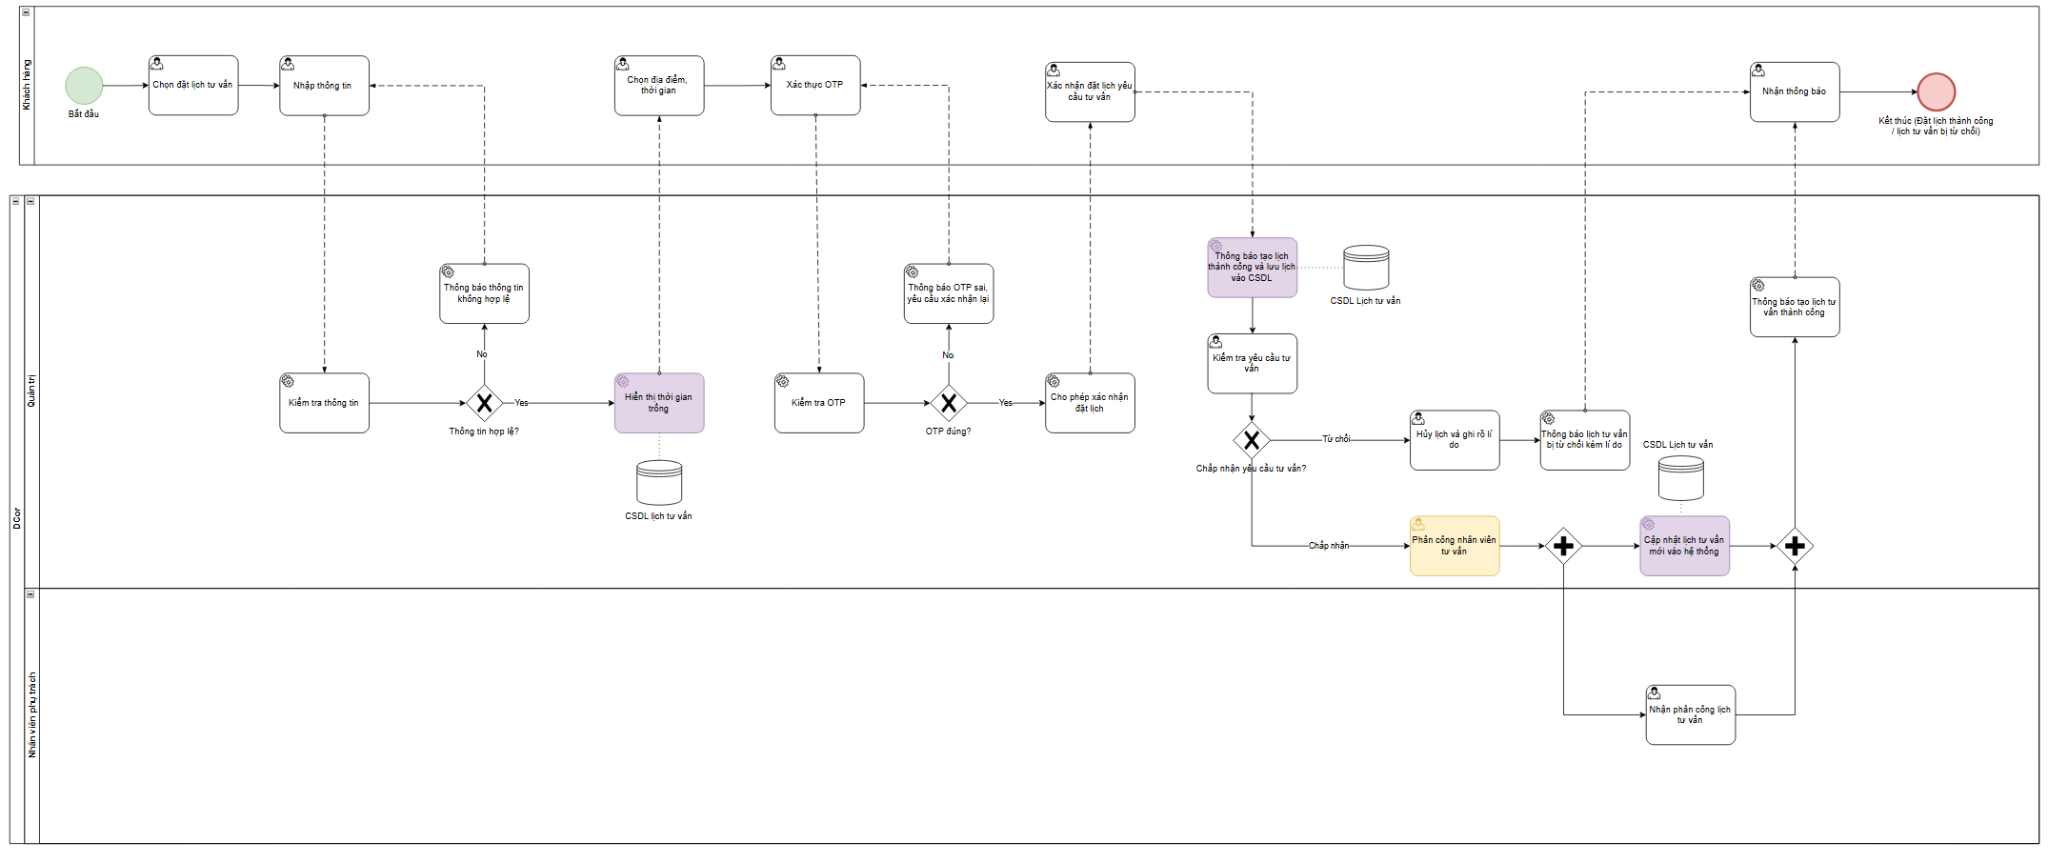 Khách hàng
Bắt đầu
Chọn đặt lịch tư vấn
Nhập thông tin
Chọn địa điểm,
thời gian
Xác thực OTP
Xác nhận đặt lịch yêu
cầu tư vấn
Nhận thông báo
Kết thúc (Đặt lịch thành công
/ lịch tư vấn bị từ chối)
DCor
Quản trị
Thông báo thông tin
không hợp lệ
No
Kiểm tra thông tin
Yes
Thông tin hợp lệ?
Hiển thị thời gian
trống
CSDL lịch tư vấn
Thông báo OTP sai,
yêu cầu xác nhận lại
No
Kiểm tra OTP
Yes
OTP đúng?
Cho phép xác nhận
đặt lịch
Thông báo tạo lịch
thành công và lưu lịch
vào CSDL
CSDL Lịch tư vấn
Kiểm tra yêu cầu tư
vấn
Từ chối
Chấp nhận yêu cầu tư vấn?
Hủy lịch và ghi rõ lí
do
Thông báo lịch tư vấn
bị từ chối kèm lí do
CSDL Lịch tư vấn
Thông báo tạo lịch tư
vấn thành công
Chấp nhận
Phân công nhân viên
tư vấn
Cập nhật lịch tư vấn
mới vào hệ thống
Nhân viên phụ trách
Nhận phân công lịch
tư vấn